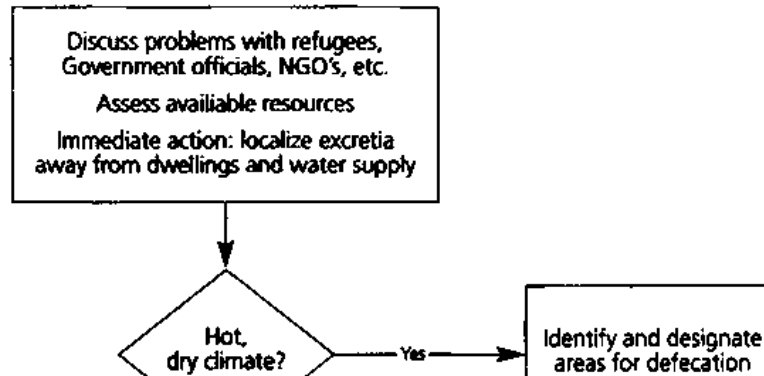 Discuss problems with refugees,
Government officials, NGO's, etc.
Assess availiable resources
Immediate action: localize excretia
away from dwellings and water supply
Hot,
dry climate?
Yes
Identify and designate
areas for defecation